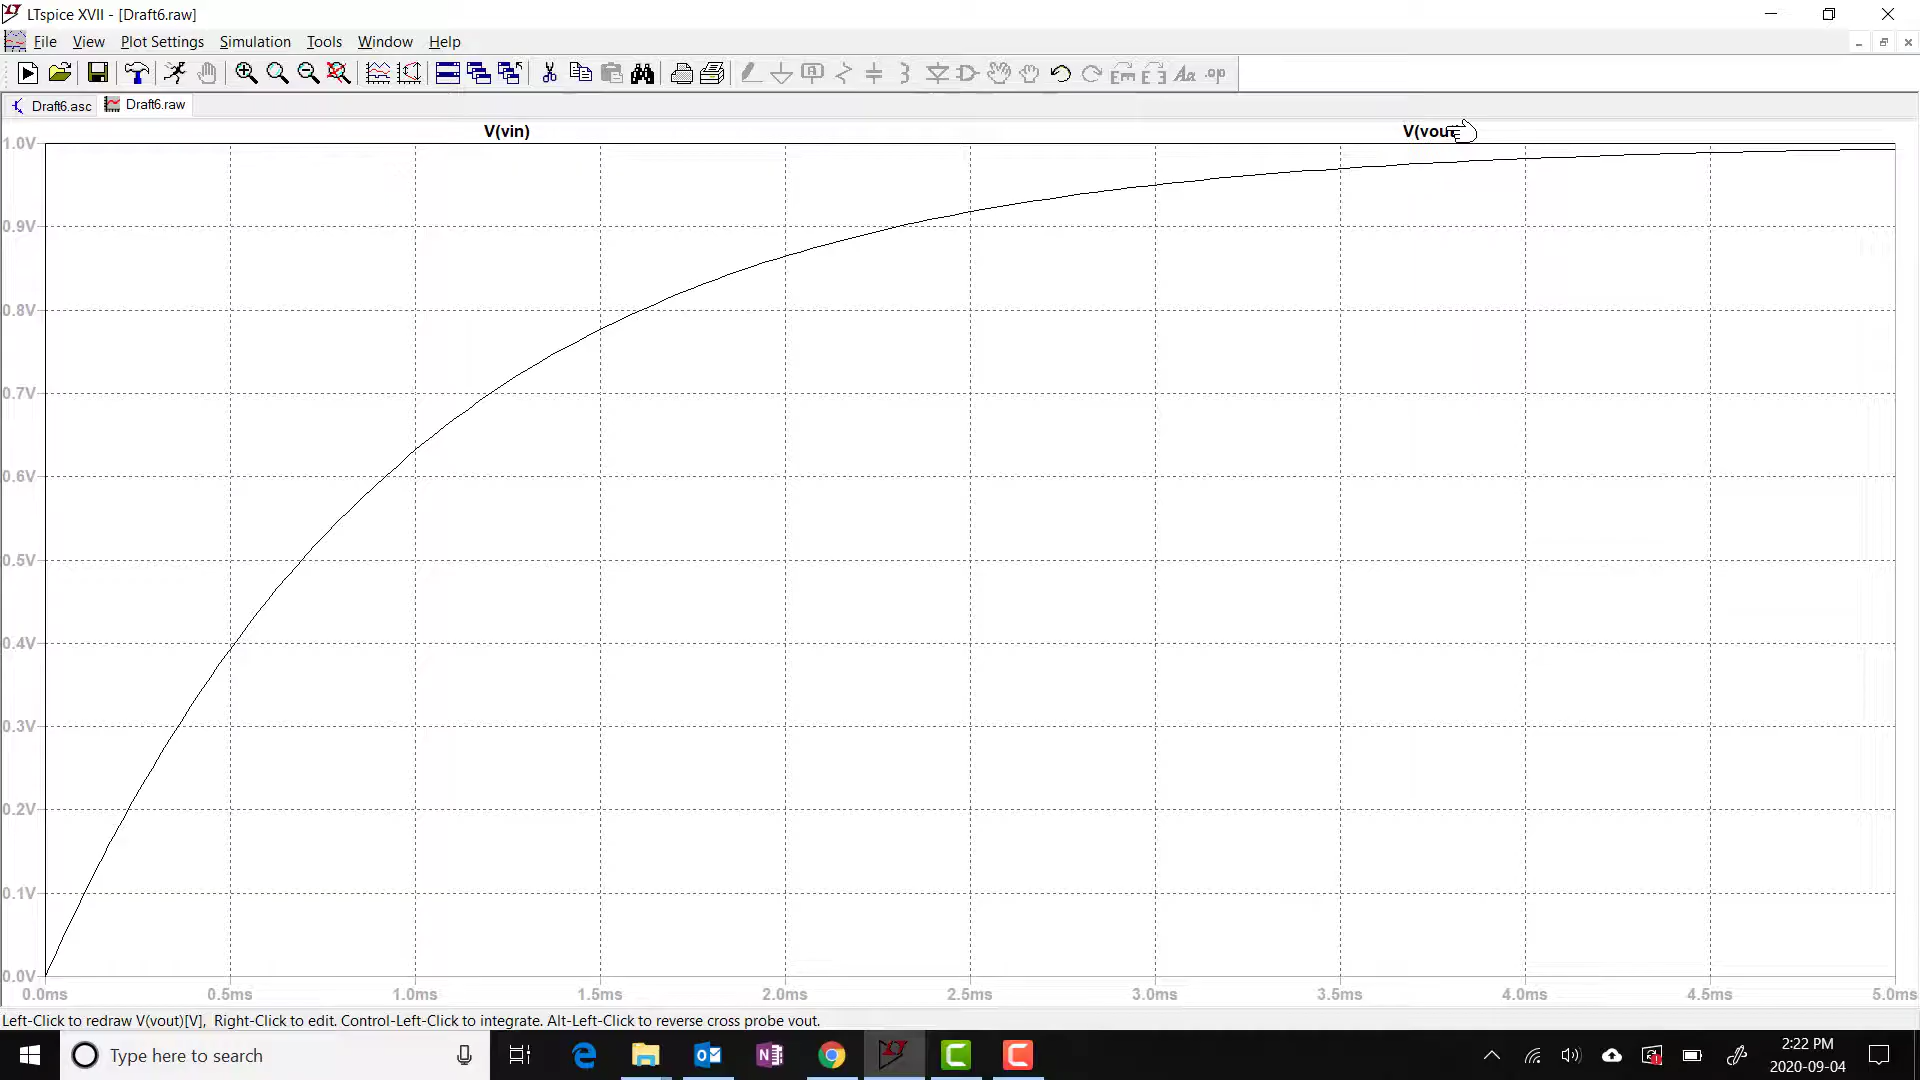 LTspice XVII - [Draft6.raw]
File View Plot Settings Simulation Tools Window Help
Draft6.asc Draft6.raw
V(vin) V(vou
1.0V
0.9V
0.8V
0.7V
0.6V
0.5V
0.4V
0.3V
0.2V
0.1V
0.0V
0.0ms 0.5ms 1.0ms 1.5ms 2.0ms 2.5ms 3.0ms 3.5ms 4.0ms 4.5ms 5.0ms
Left-Click to redraw V(vout)[V], Right-Click to edit. Control-Left-Click to integrate. Alt-Left-Click to reverse cross probe vout.
Type here to search
2:22 PM
2020-09-04